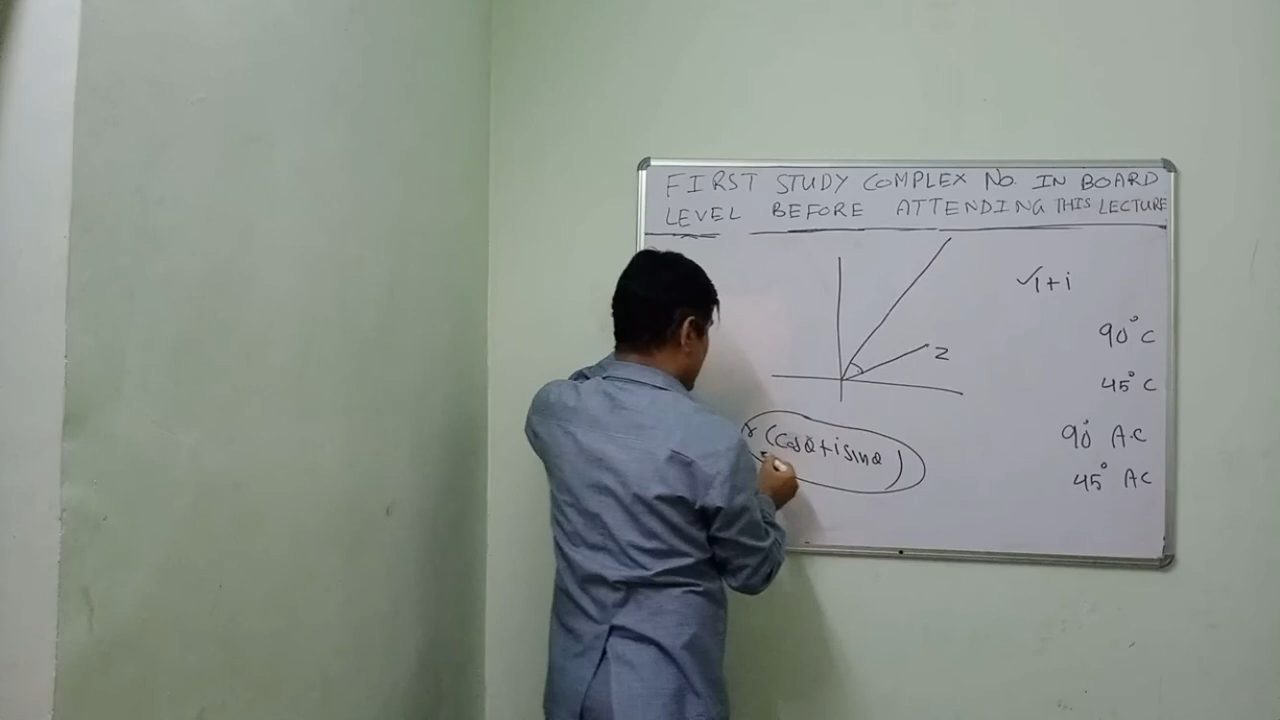 FIRST STUDY COMPLEX NO. IN BOARD
LEVEL BEFORE ATTENDING THIS LECTURE
1+i
90° C
Z
45° C
r (cosθ+isinθ)
90° A.C
45° AC